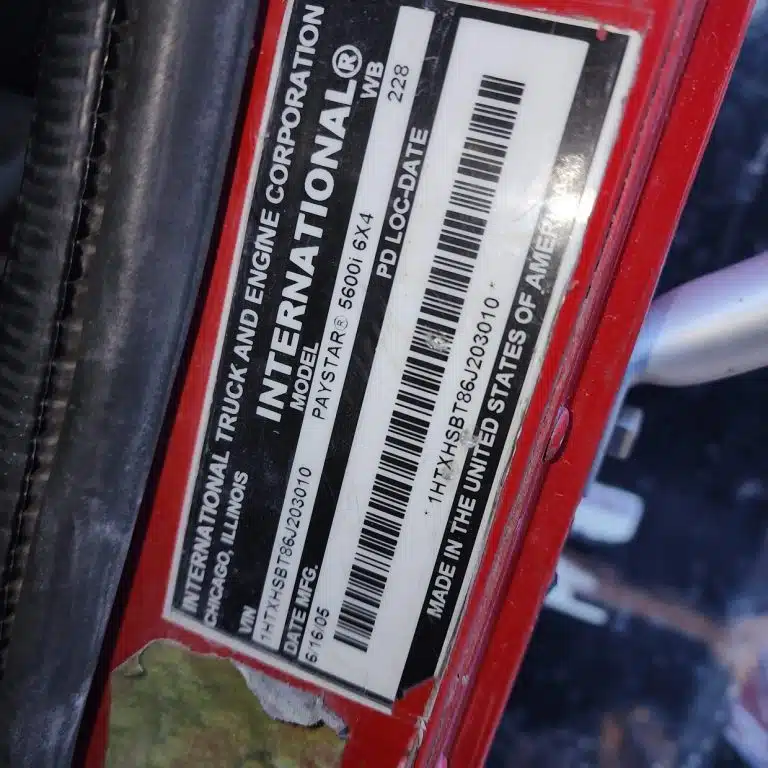 INTERNATIONAL TRUCK AND ENGINE CORPORATION
CHICAGO, ILLINOIS
INTERNATIONAL®
VIN MODEL WB
1HTXHSBT86J203010 PAYSTAR® 5600i 6X4 228
DATE MFG. PD LOC-DATE
6/16/05
* 1HTXHSBT86J203010 *
MADE IN THE UNITED STATES OF AMERICA